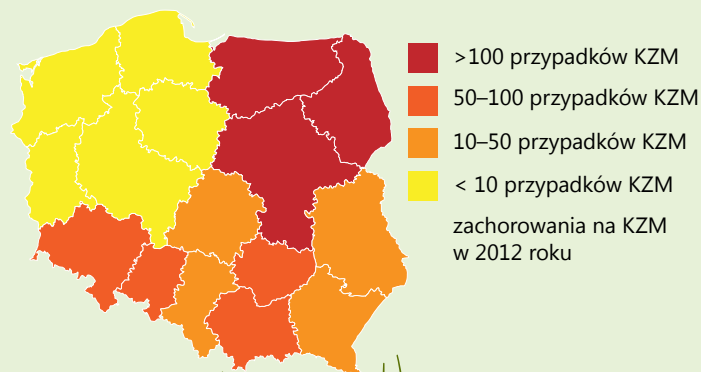 >100 przypadków KZM
50–100 przypadków KZM
10–50 przypadków KZM
< 10 przypadków KZM
zachorowania na KZM
w 2012 roku